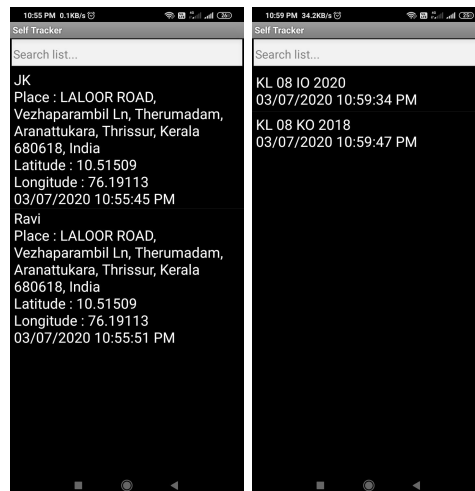 10:55 PM 0.1KB/s
Self Tracker
Search list...
JK
Place : LALOOR ROAD,
Vezhaparambil Ln, Therumadam,
Aranattukara, Thrissur, Kerala
680618, India
Latitude : 10.51509
Longitude : 76.19113
03/07/2020 10:55:45 PM
Ravi
Place : LALOOR ROAD,
Vezhaparambil Ln, Therumadam,
Aranattukara, Thrissur, Kerala
680618, India
Latitude : 10.51509
Longitude : 76.19113
03/07/2020 10:55:51 PM
10:59 PM 34.2KB/s
Self Tracker
Search list...
KL 08 IO 2020
03/07/2020 10:59:34 PM
KL 08 KO 2018
03/07/2020 10:59:47 PM